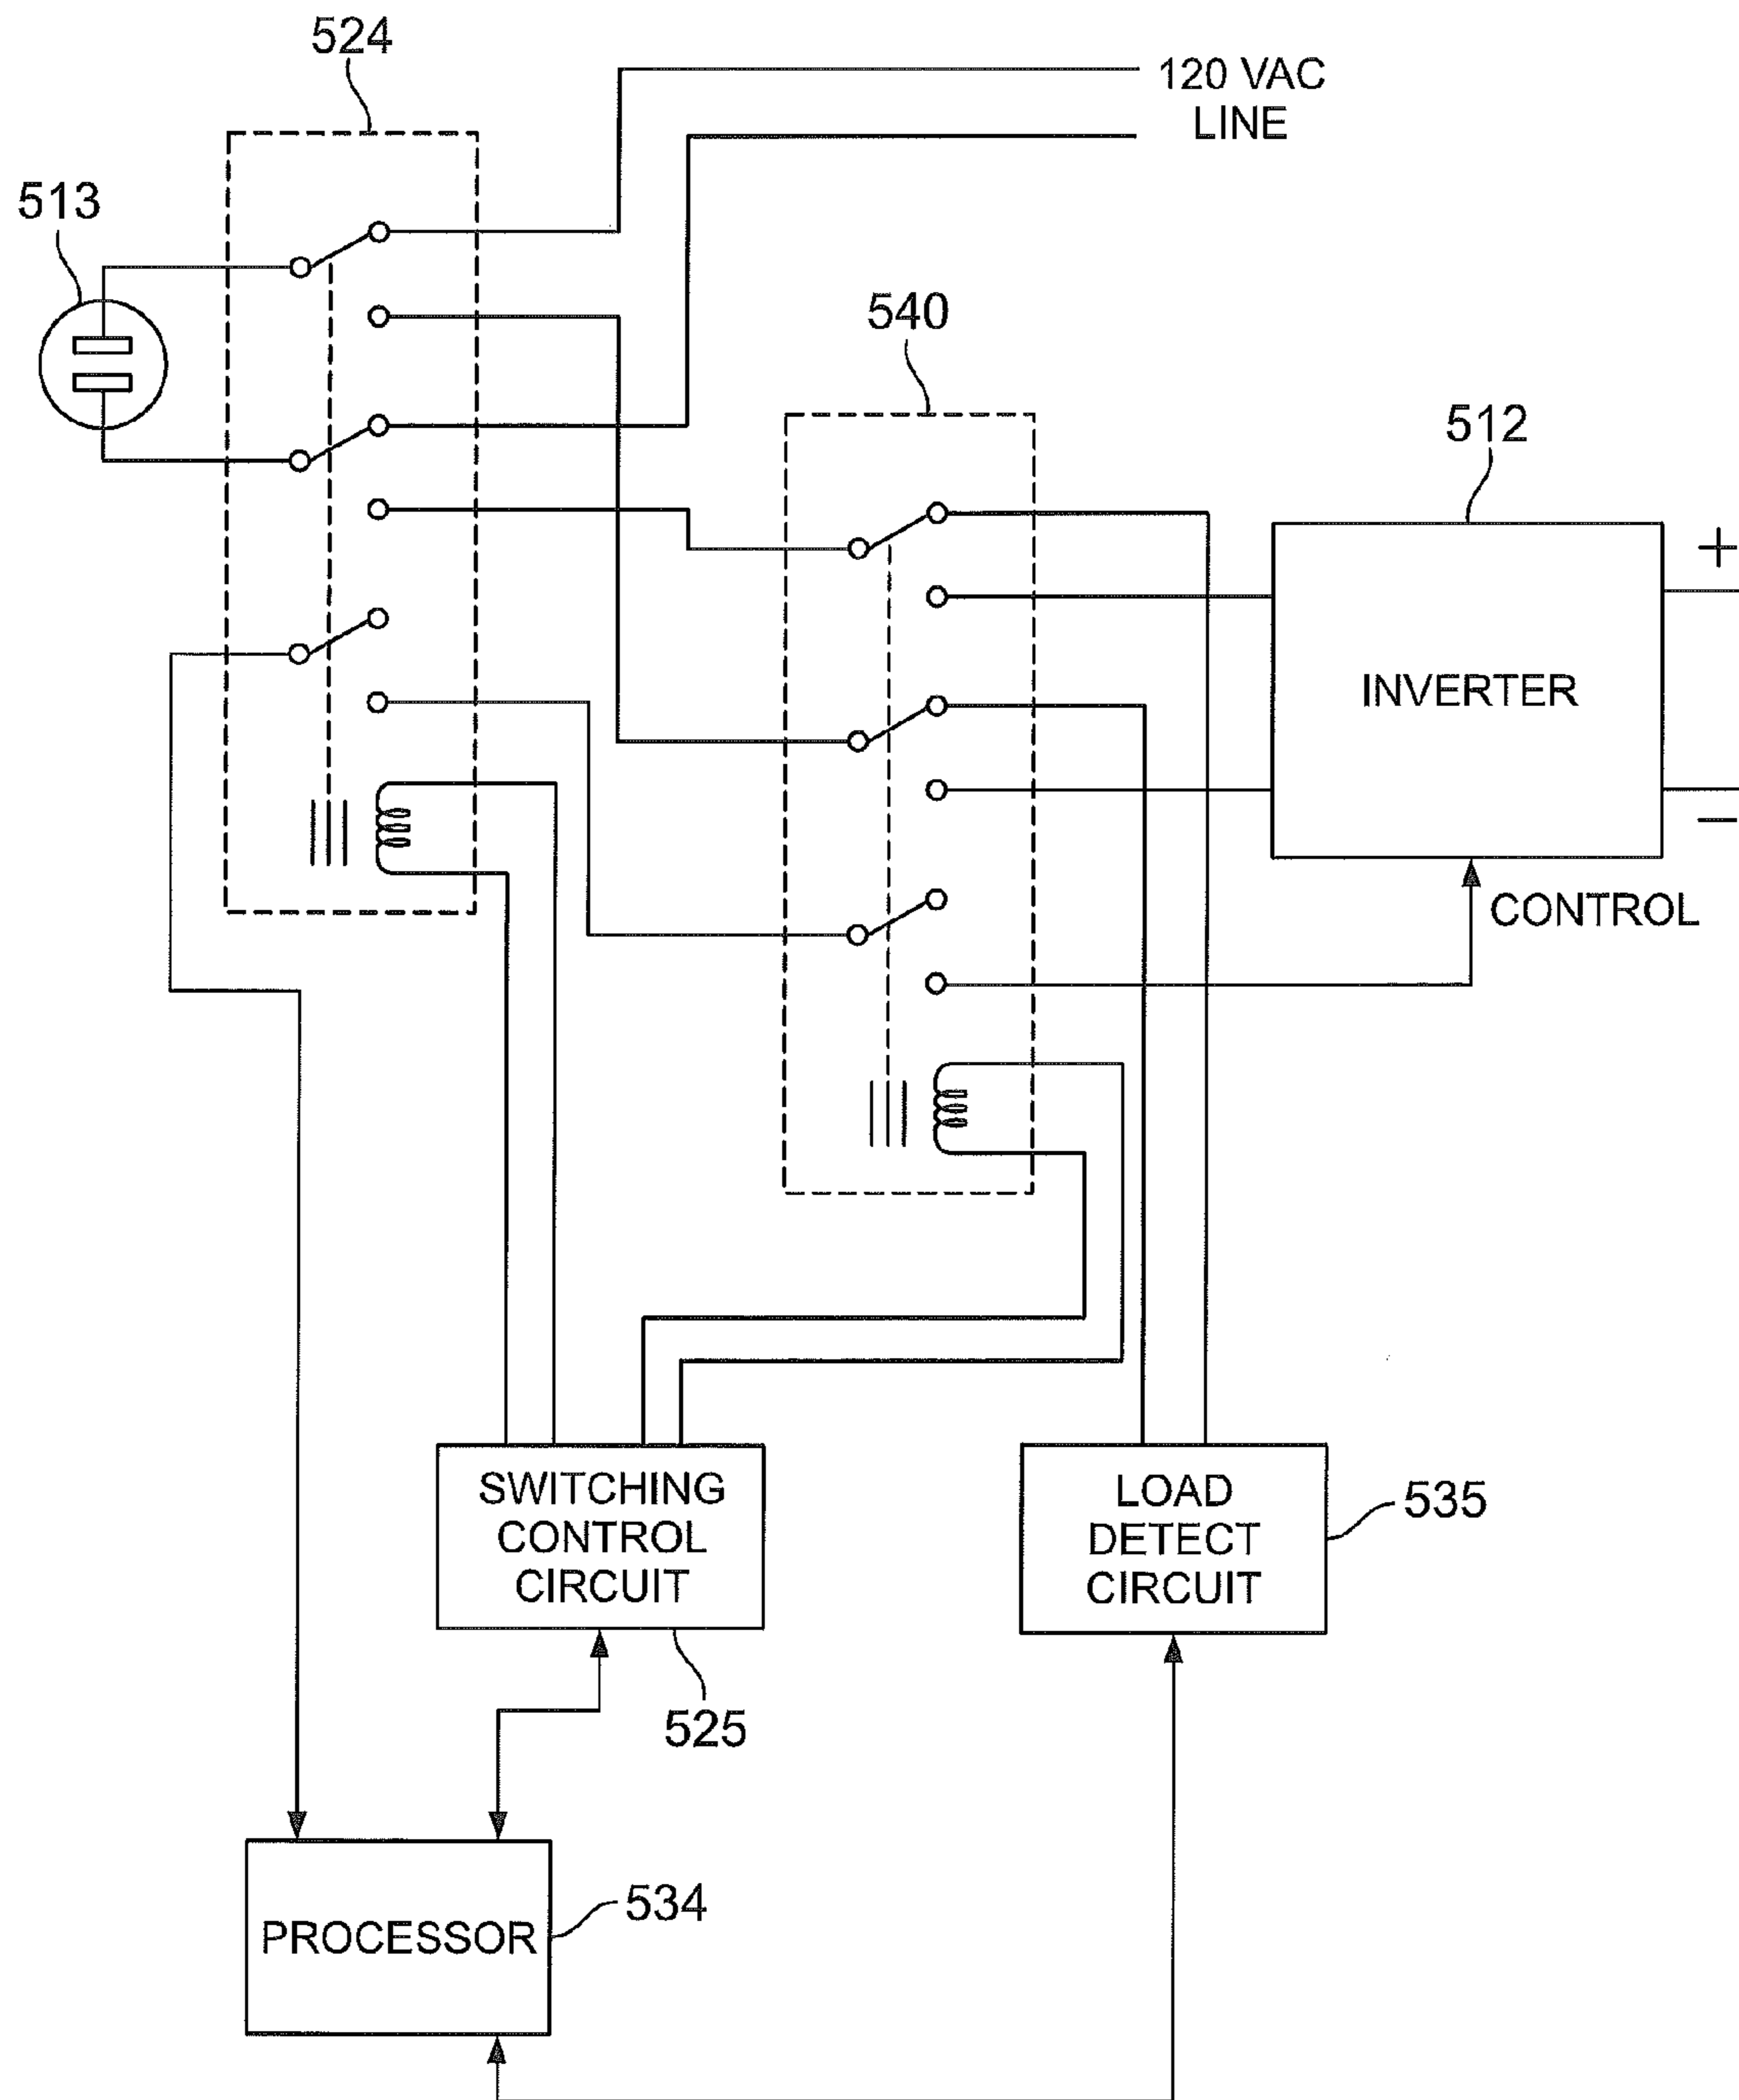 524
120 VAC
LINE
513
540
512
+
INVERTER
−
CONTROL
SWITCHING
CONTROL
CIRCUIT
LOAD
DETECT
CIRCUIT
535
525
534
PROCESSOR